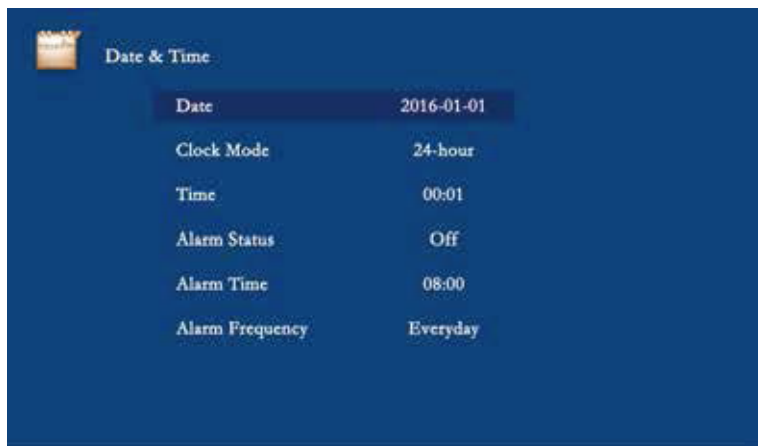 Date & Time
Date 2016-01-01
Clock Mode 24-hour
Time 00:01
Alarm Status Off
Alarm Time 08:00
Alarm Frequency Everyday